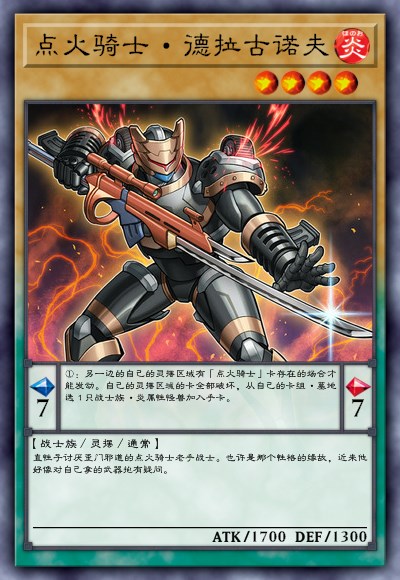 点火骑士·德拉古诺夫
炎
ほのお
①：另一边的自己的灵摆区域有「点火骑士」卡存在的场合才
能发动。自己的灵摆区域的卡全部破坏，从自己的卡组·墓地
选1只战士族·炎属性怪兽加入手卡。
7
7
【战士族／灵摆／通常】
直性子讨厌歪门邪道的点火骑士老手战士。也许是那个性格的缘故，近来他
好像对自己拿的武器抱有疑问。
ATK/1700 DEF/1300